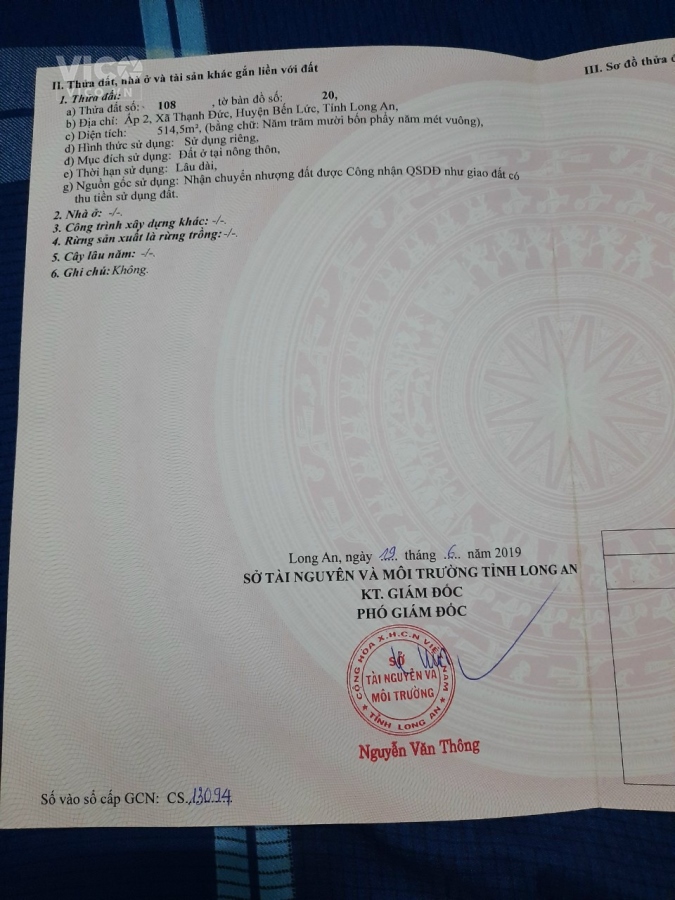 VICO
VICO.VN
II. Thửa đất, nhà ở và tài sản khác gắn liền với đất
III. Sơ đồ thửa đ
1. Thửa đất:
a) Thửa đất số: 108 , tờ bản đồ số: 20,
b) Địa chỉ: Ấp 2, Xã Thạnh Đức, Huyện Bến Lức, Tỉnh Long An,
c) Diện tích: 514,5m², (bằng chữ: Năm trăm mười bốn phẩy năm mét vuông),
d) Hình thức sử dụng: Sử dụng riêng,
đ) Mục đích sử dụng: Đất ở tại nông thôn,
e) Thời hạn sử dụng: Lâu dài,
g) Nguồn gốc sử dụng: Nhận chuyển nhượng đất được Công nhận QSDĐ như giao đất có
thu tiền sử dụng đất.
2. Nhà ở: -/-.
3. Công trình xây dựng khác: -/-.
4. Rừng sản xuất là rừng trồng: -/-.
5. Cây lâu năm: -/-.
6. Ghi chú: Không.
Long An, ngày 19 tháng 6 năm 2019
SỞ TÀI NGUYÊN VÀ MÔI TRƯỜNG TỈNH LONG AN
KT. GIÁM ĐỐC
PHÓ GIÁM ĐỐC
CỘNG HÒA X.H.C.N VIỆT NAM
SỞ
TÀI NGUYÊN VÀ
MÔI TRƯỜNG
TỈNH LONG AN
Nguyễn Văn Thông
Số vào sổ cấp GCN: CS.13094